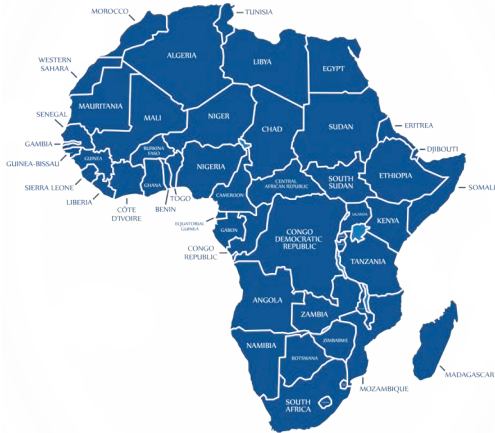 MOROCCO
TUNISIA
ALGERIA
LIBYA
EGYPT
WESTERN
SAHARA
MAURITANIA
MALI
NIGER
CHAD
SUDAN
ERITREA
DJIBOUTI
SENEGAL
GAMBIA
GUINEA-BISSAU
GUINEA
SIERRA LEONE
LIBERIA
CÔTE
D'IVOIRE
BURKINA
FASO
GHANA
TOGO
BENIN
NIGERIA
CAMEROON
CENTRAL
AFRICAN REPUBLIC
SOUTH
SUDAN
ETHIOPIA
SOMALI
EQUATORIAL
GUINEA
GABON
CONGO
REPUBLIC
CONGO
DEMOCRATIC
REPUBLIC
UGANDA
KENYA
TANZANIA
ANGOLA
ZAMBIA
ZIMBABWE
NAMIBIA
BOTSWANA
MOZAMBIQUE
MADAGASCAR
SOUTH
AFRICA